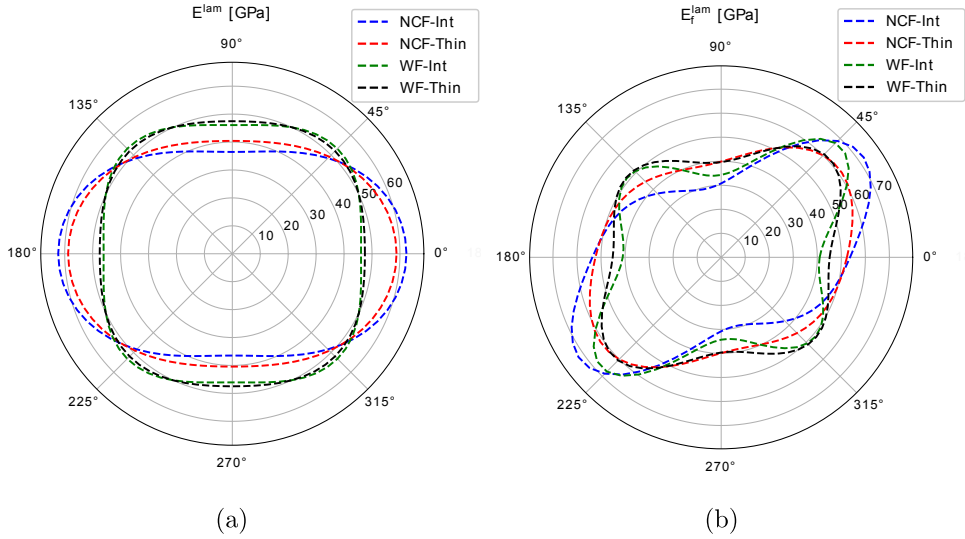 E^lam [GPa]
NCF-Int
NCF-Thin
WF-Int
WF-Thin
90°
135°
45°
180°
0°
225°
315°
270°
10
20
30
40
50
60
(a)
E_f^lam [GPa]
NCF-Int
NCF-Thin
WF-Int
WF-Thin
90°
135°
45°
180°
0°
225°
315°
270°
10
20
30
40
50
60
70
(b)